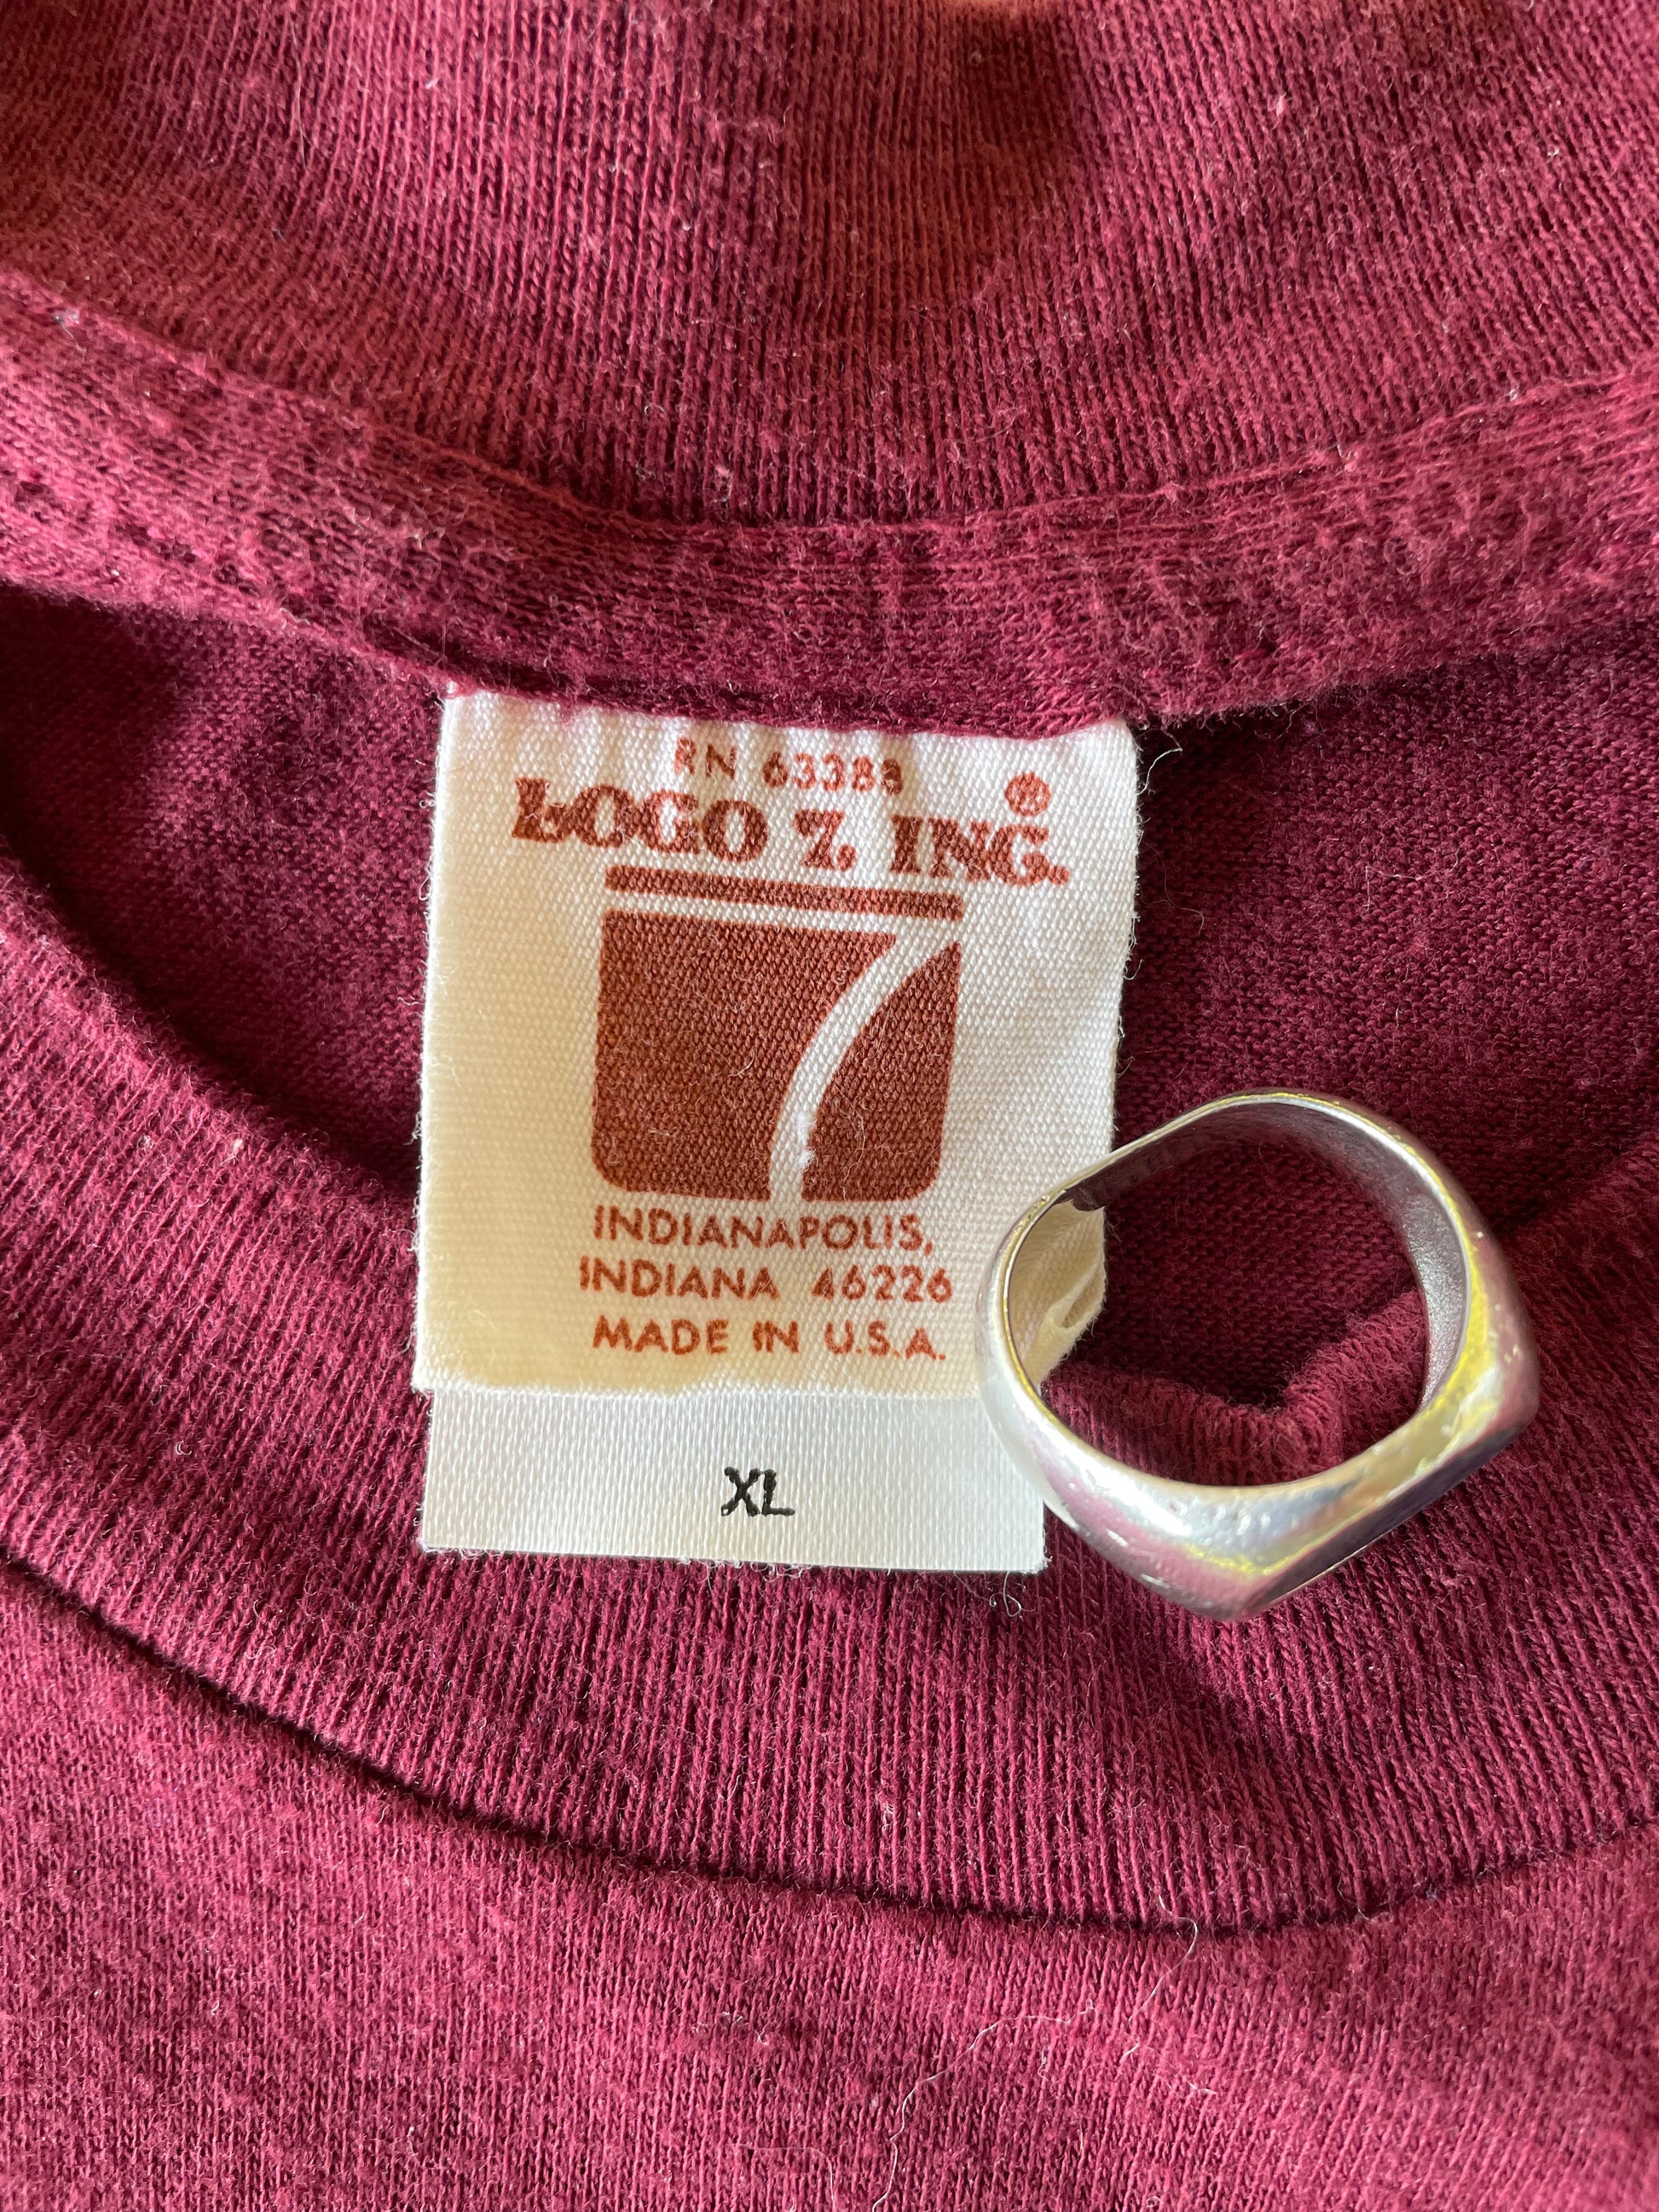 RN 63388
LOGO 7, INC.®
7
INDIANAPOLIS,
INDIANA 46226
MADE IN U.S.A.
XL